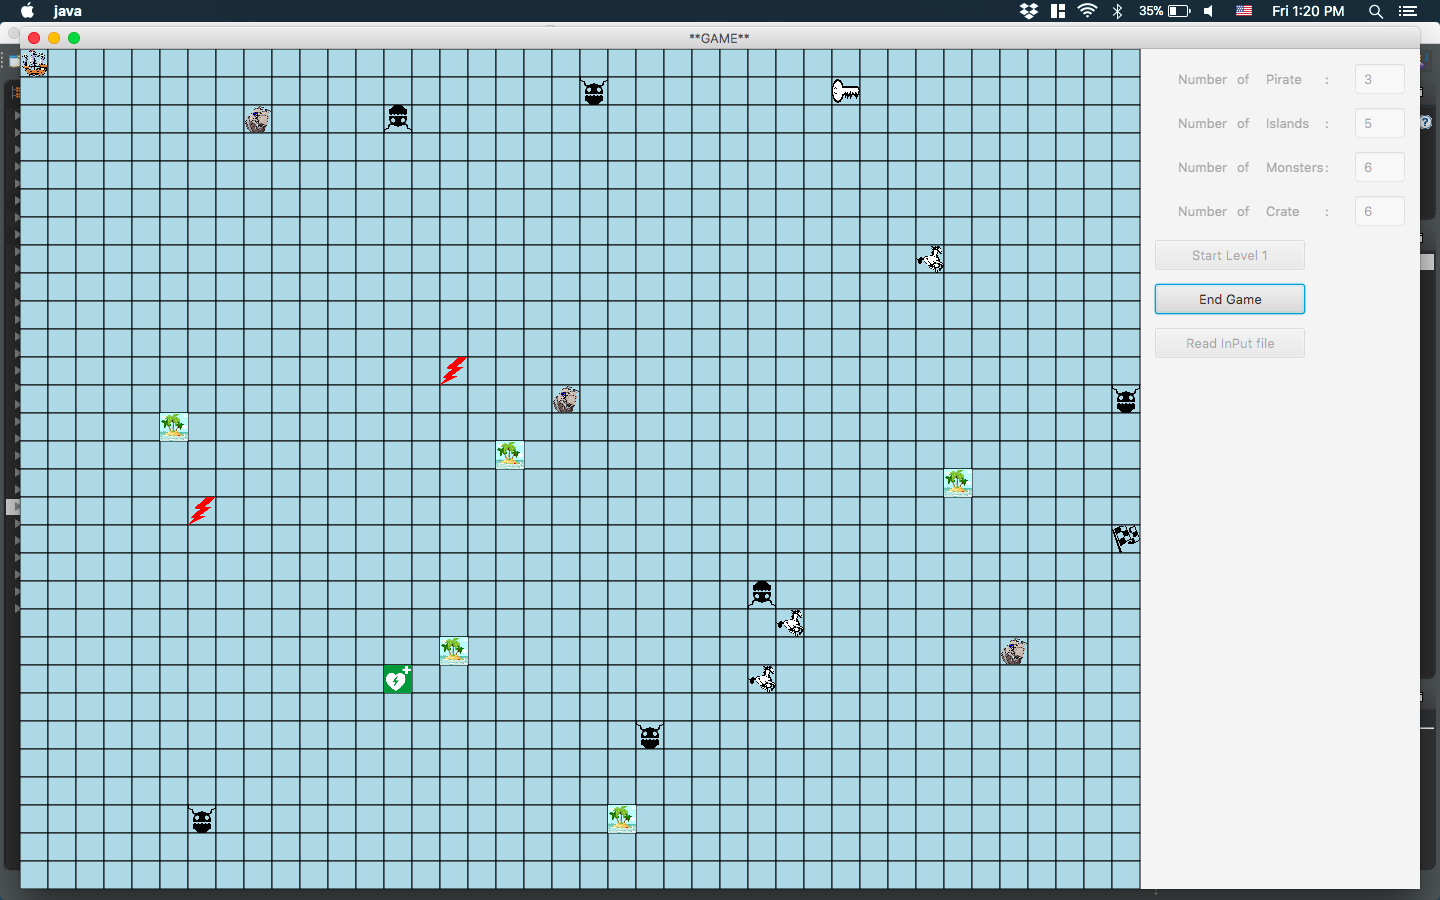 java
35%
Fri 1:20 PM
**GAME**
Number of Pirate : 3
Number of Islands : 5
Number of Monsters: 6
Number of Crate : 6
Start Level 1
End Game
Read InPut file